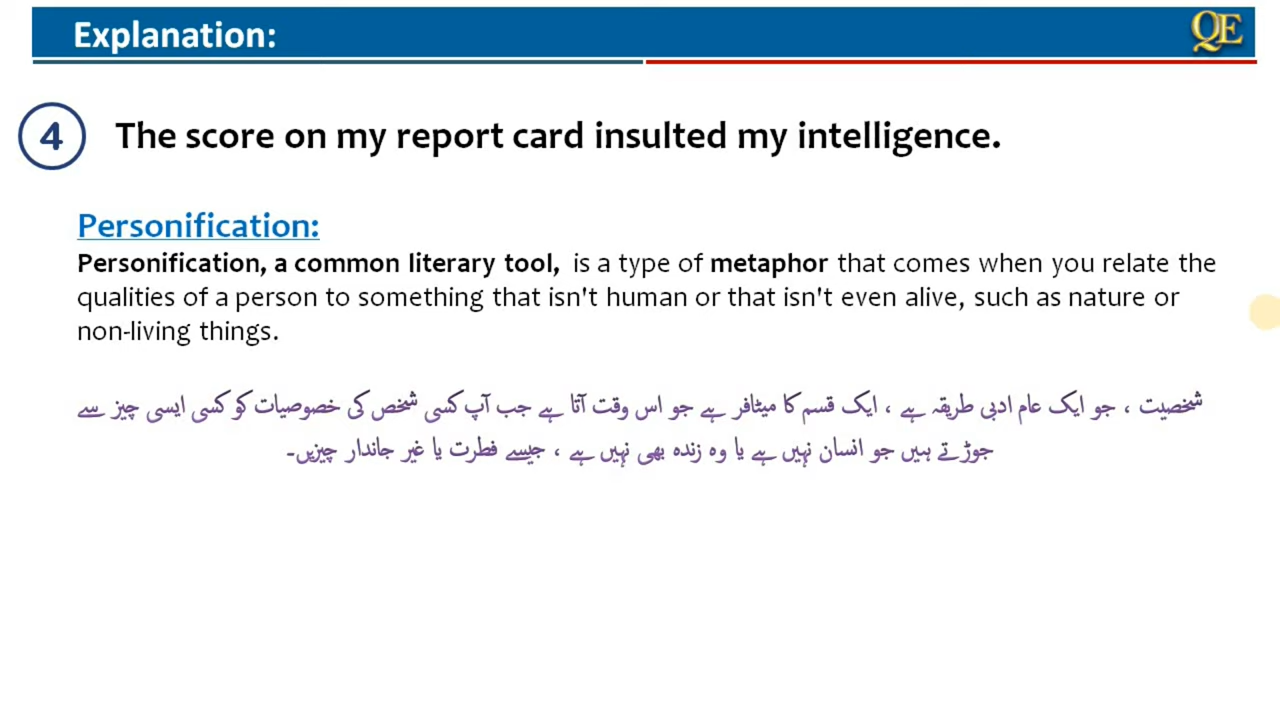 Explanation:
QE
4
The score on my report card insulted my intelligence.
Personification:
Personification, a common literary tool, is a type of metaphor that comes when you relate the
qualities of a person to something that isn't human or that isn't even alive, such as nature or
non-living things.
شخصیت ، جو ایک عام ادبی طریقہ ہے ، ایک قسم کا میٹافر ہے جو اس وقت آتا ہے جب آپ کسی شخص کی خصوصیات کو کسی ایسی چیز سے
جوڑتے ہیں جو انسان نہیں ہے یا وہ زندہ بھی نہیں ہے ، جیسے فطرت یا غیر جاندار چیزیں۔